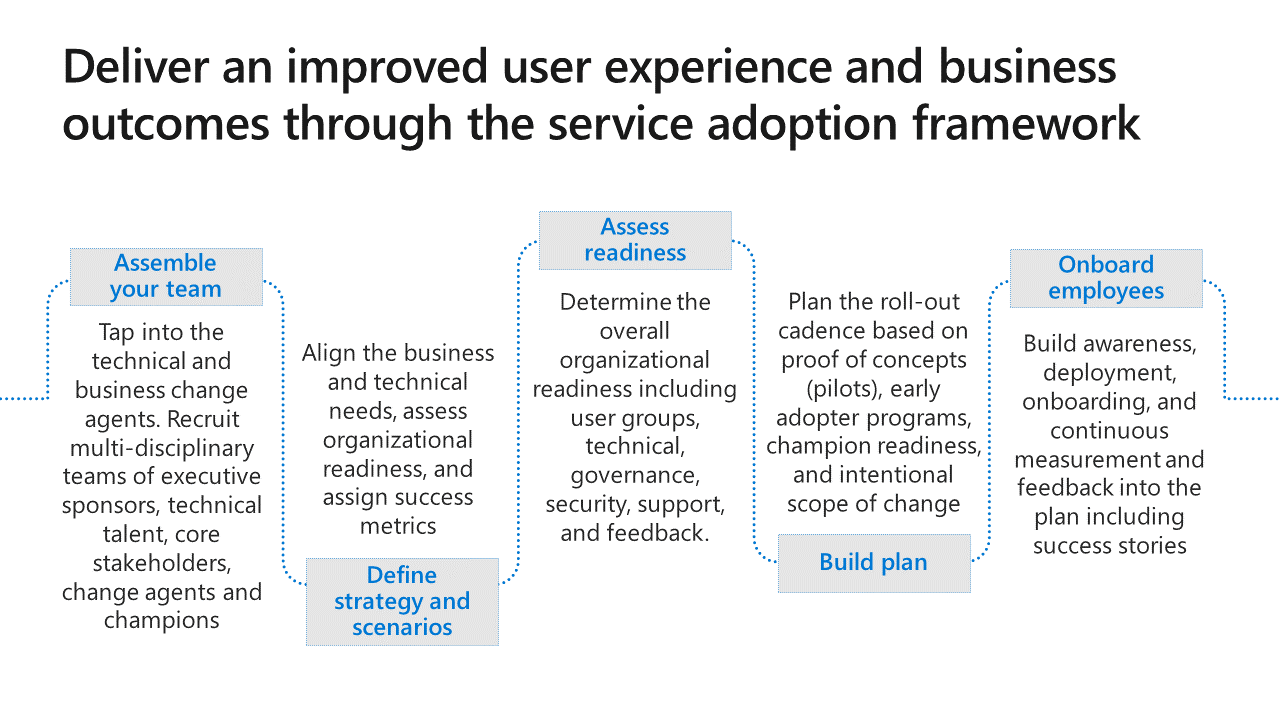 Deliver an improved user experience and business
outcomes through the service adoption framework
Assemble
your team
Tap into the
technical and
business change
agents. Recruit
multi-disciplinary
teams of executive
sponsors, technical
talent, core
stakeholders,
change agents and
champions
Align the business
and technical
needs, assess
organizational
readiness, and
assign success
metrics
Define
strategy and
scenarios
Assess
readiness
Determine the
overall
organizational
readiness including
user groups,
technical,
governance,
security, support,
and feedback.
Plan the roll-out
cadence based on
proof of concepts
(pilots), early
adopter programs,
champion readiness,
and intentional
scope of change
Build plan
Onboard
employees
Build awareness,
deployment,
onboarding, and
continuous
measurement and
feedback into the
plan including
success stories